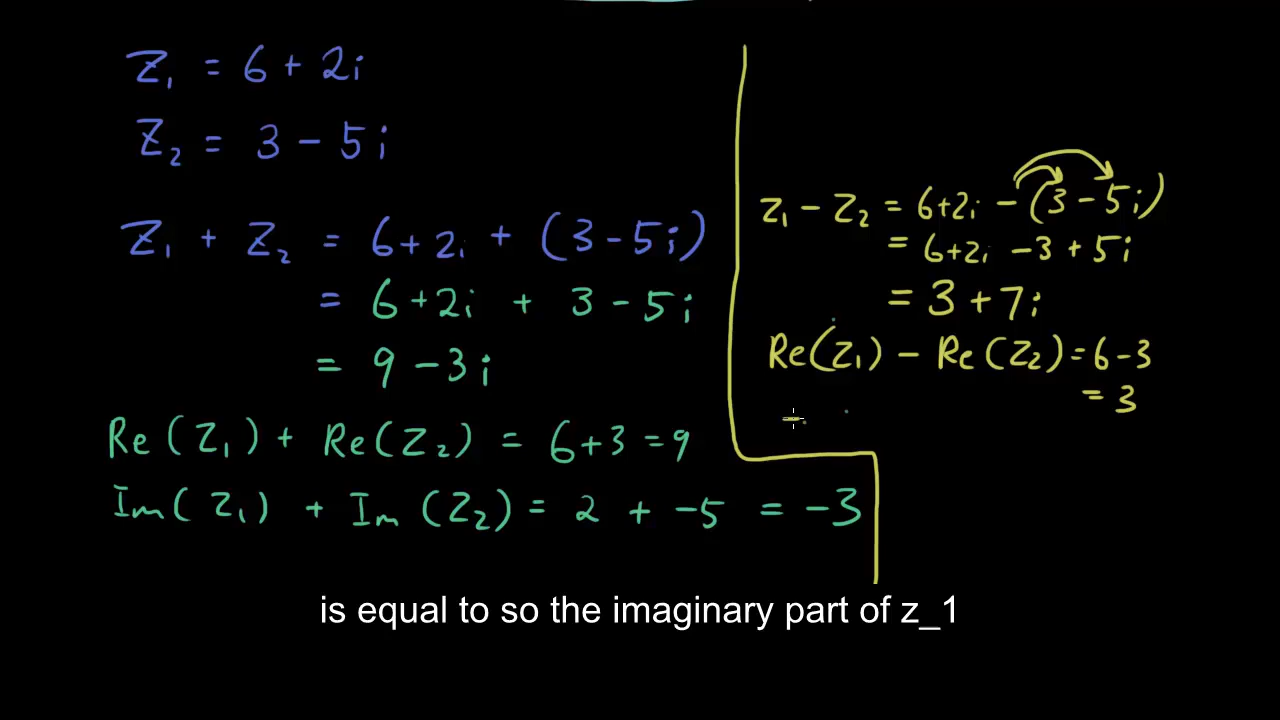 Z₁ = 6 + 2i
Z₂ = 3 - 5i
Z₁ + Z₂ = 6+2i + (3-5i)
= 6+2i + 3-5i
= 9-3i
Re(Z₁) + Re(Z₂) = 6+3 = 9
Im(Z₁) + Im(Z₂) = 2 + -5 = -3
Z₁ - Z₂ = 6+2i - (3-5i)
= 6+2i -3 + 5i
= 3+7i
Re(Z₁) - Re(Z₂) = 6-3
= 3
is equal to so the imaginary part of z_1